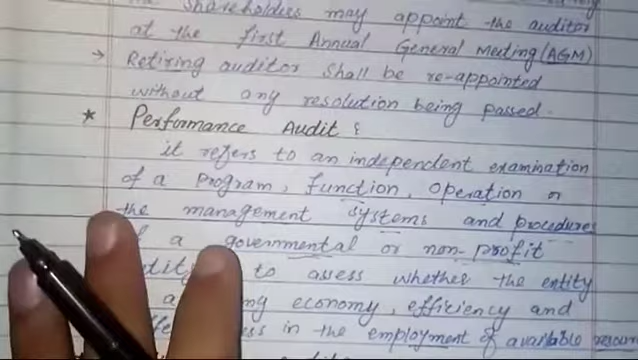 shareholders may appoint the auditor
at the first Annual General Meeting (AGM)
→ Retiring auditor shall be re-appointed
without any resolution being passed.
* Performance Audit :
it refers to an independent examination
of a program, function, operation or
the management systems and procedures
a governmental or non-profit
to assess whether the entity
economy, efficiency and
in the employment of available